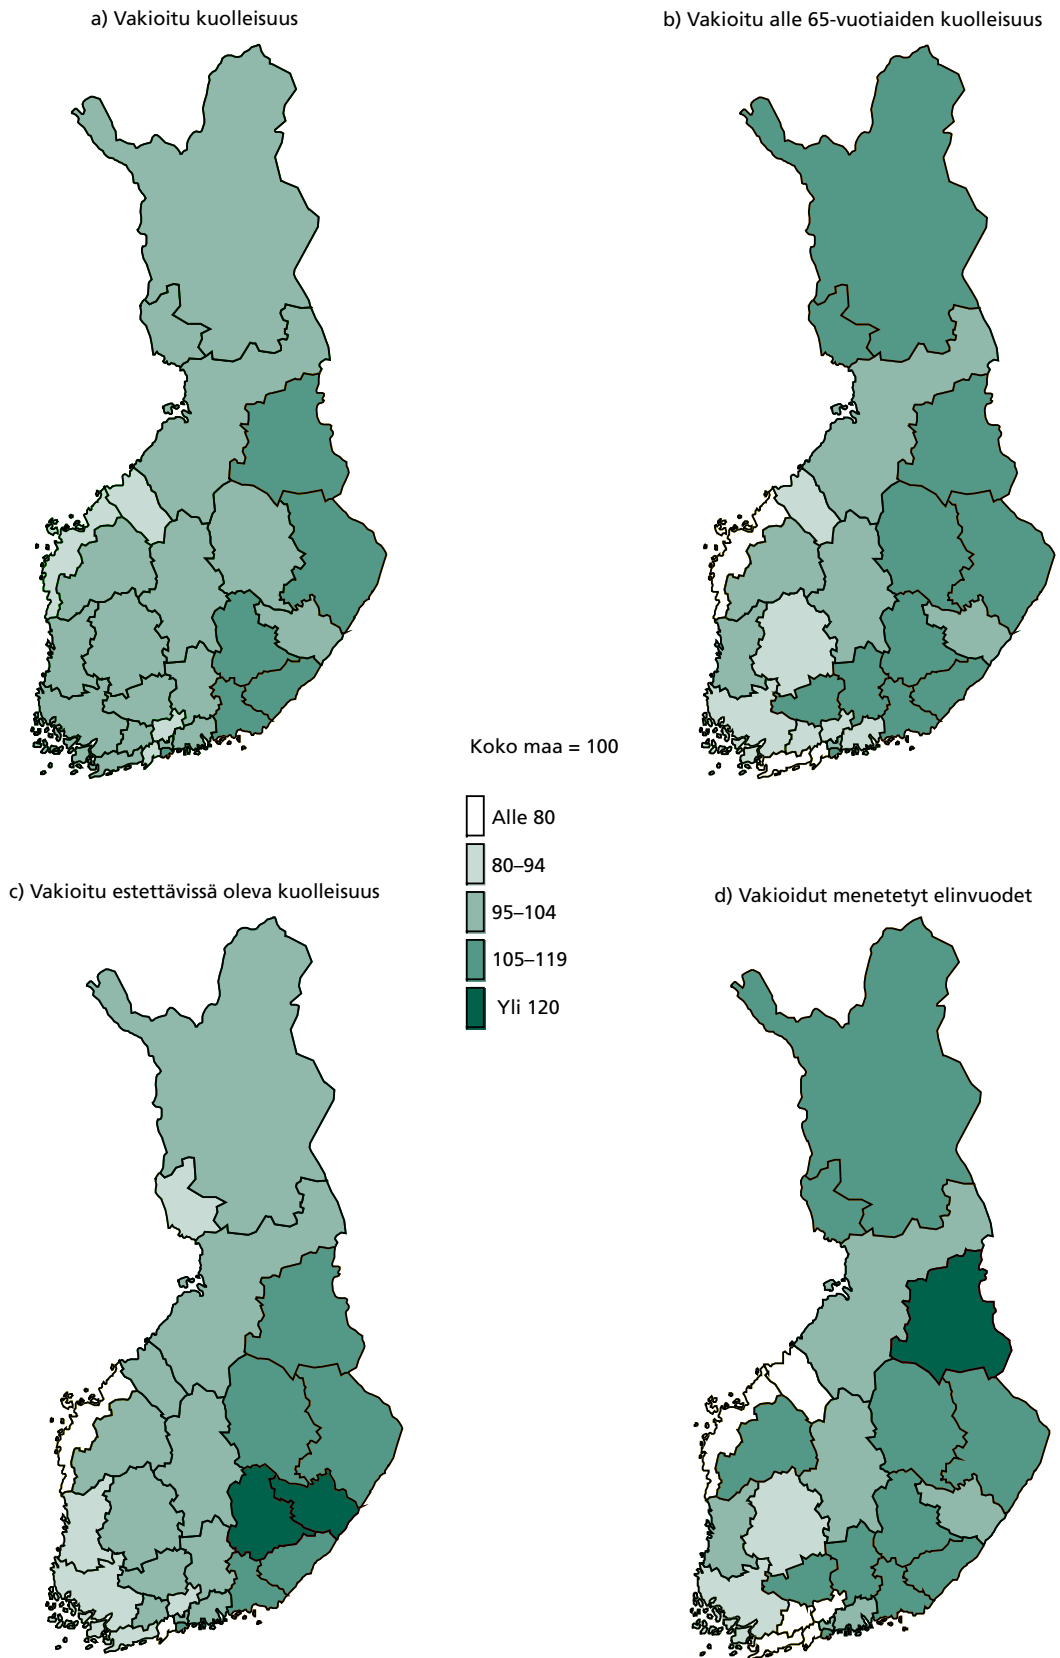 a) Vakioitu kuolleisuus
b) Vakioitu alle 65-vuotiaiden kuolleisuus
Koko maa = 100
Alle 80
80–94
95–104
105–119
Yli 120
c) Vakioitu estettävissä oleva kuolleisuus
d) Vakioidut menetetyt elinvuodet